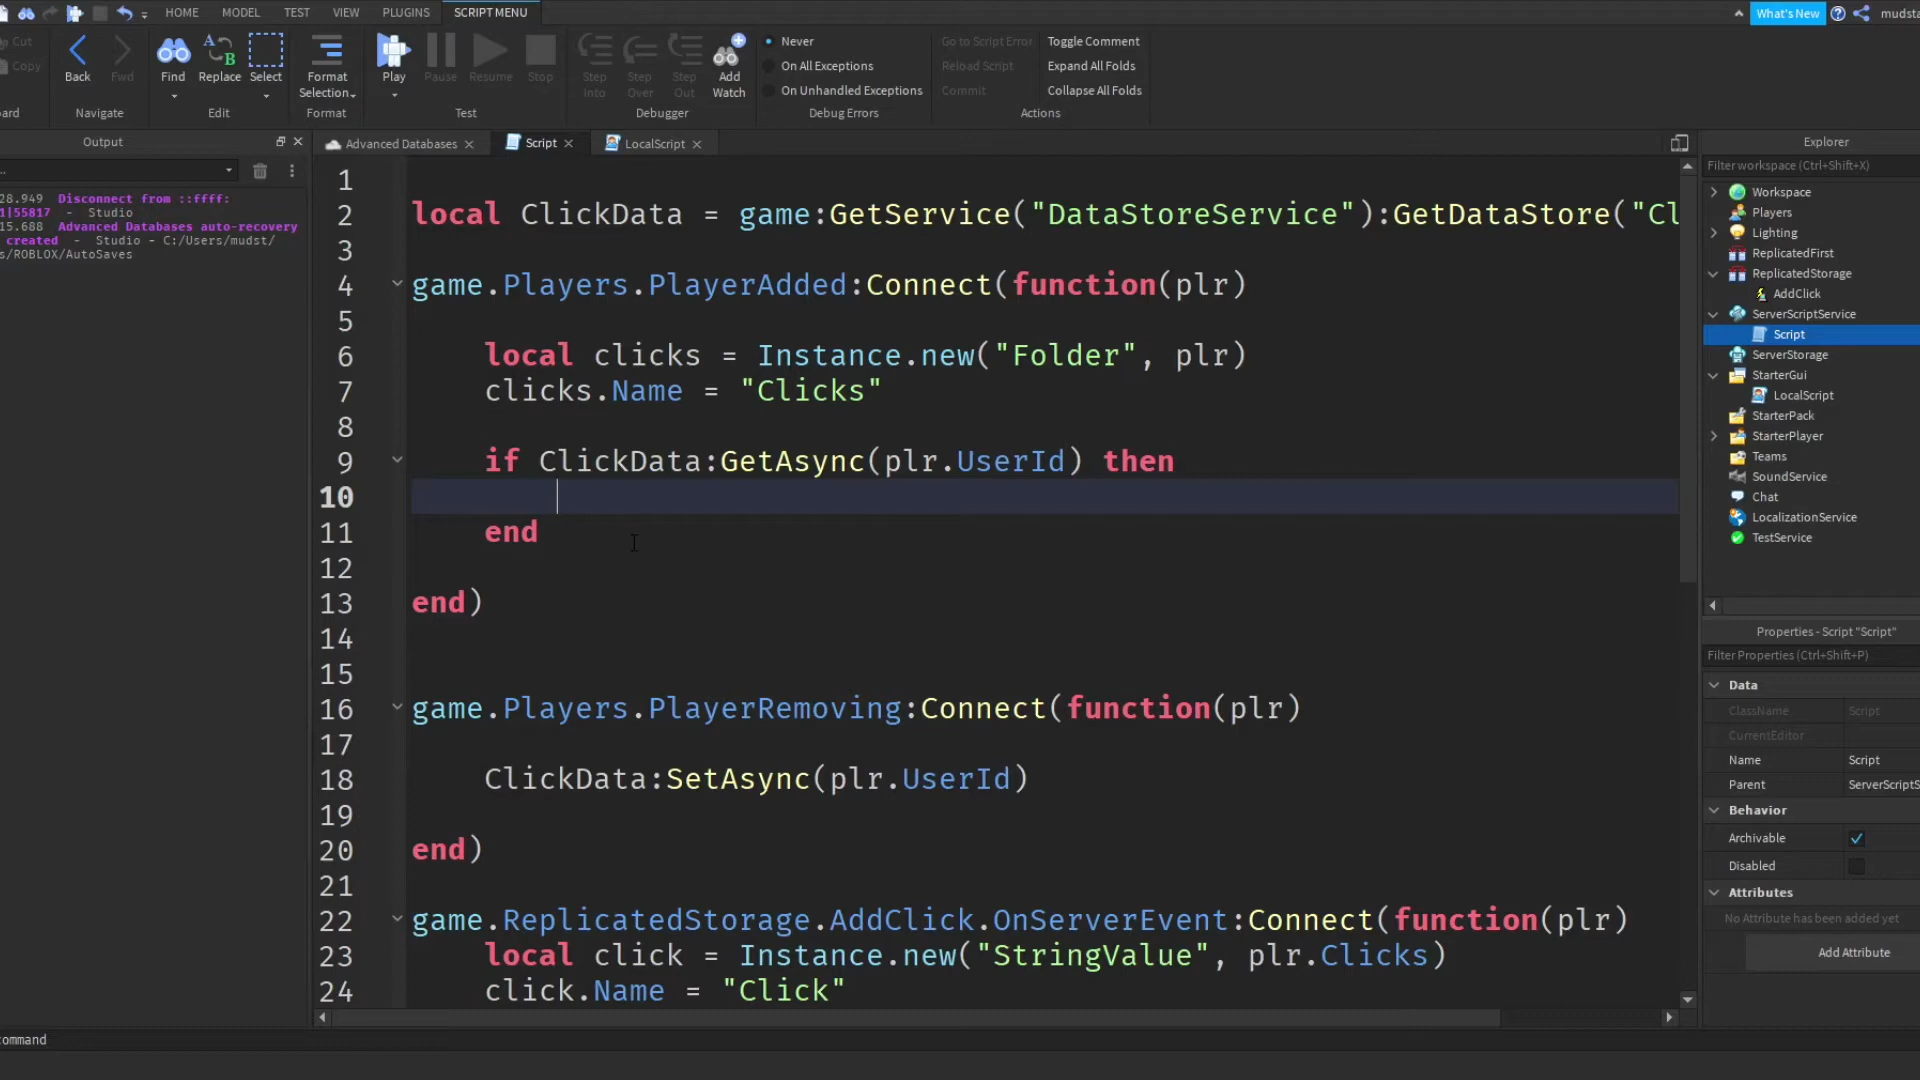 HOME MODEL TEST VIEW PLUGINS SCRIPT MENU
What's New
Cut
Copy
Back
Fwd
Navigate
Find
Replace
Select
Edit
Format
Selection
Format
Play
Pause
Resume
Stop
Test
Step
Into
Step
Over
Step
Out
Add
Watch
Debugger
Never
On All Exceptions
On Unhandled Exceptions
Debug Errors
Go to Script Error
Reload Script
Commit
Toggle Comment
Expand All Folds
Collapse All Folds
Actions
Output
28.949 Disconnect from ::ffff:
1|55817 - Studio
15.688 Advanced Databases auto-recovery
created - Studio - C:/Users/mudst/
s/ROBLOX/AutoSaves
Advanced Databases
Script
LocalScript
1
2 local ClickData = game:GetService("DataStoreService"):GetDataStore("Cl
3
4 game.Players.PlayerAdded:Connect(function(plr)
5
6 local clicks = Instance.new("Folder", plr)
7 clicks.Name = "Clicks"
8
9 if ClickData:GetAsync(plr.UserId) then
10
11 end
12
13 end)
14
15
16 game.Players.PlayerRemoving:Connect(function(plr)
17
18 ClickData:SetAsync(plr.UserId)
19
20 end)
21
22 game.ReplicatedStorage.AddClick.OnServerEvent:Connect(function(plr)
23 local click = Instance.new("StringValue", plr.Clicks)
24 click.Name = "Click"
Explorer
Filter workspace (Ctrl+Shift+X)
Workspace
Players
Lighting
ReplicatedFirst
ReplicatedStorage
AddClick
ServerScriptService
Script
ServerStorage
StarterGui
LocalScript
StarterPack
StarterPlayer
Teams
SoundService
Chat
LocalizationService
TestService
Properties - Script "Script"
Filter Properties (Ctrl+Shift+P)
Data
ClassName Script
CurrentEditor
Name Script
Parent ServerScriptS
Behavior
Archivable
Disabled
Attributes
No Attribute has been added yet
Add Attribute